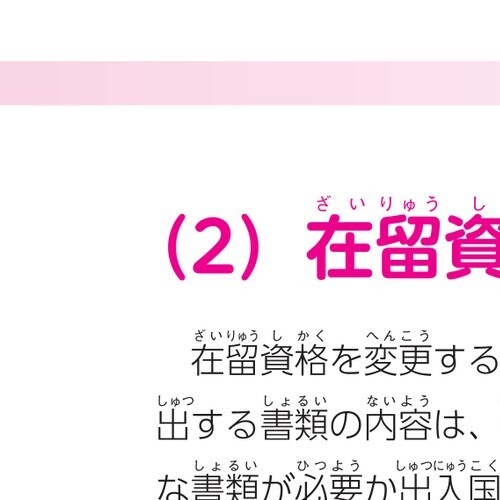 ざいりゅうし
(2) 在留資
ざいりゅうしかく へんこう
在留資格を変更する
しゅつ しょるい ないよう
出する書類の内容は、
しょるい ひつよう しゅつにゅうこく
な書類が必要か出入国